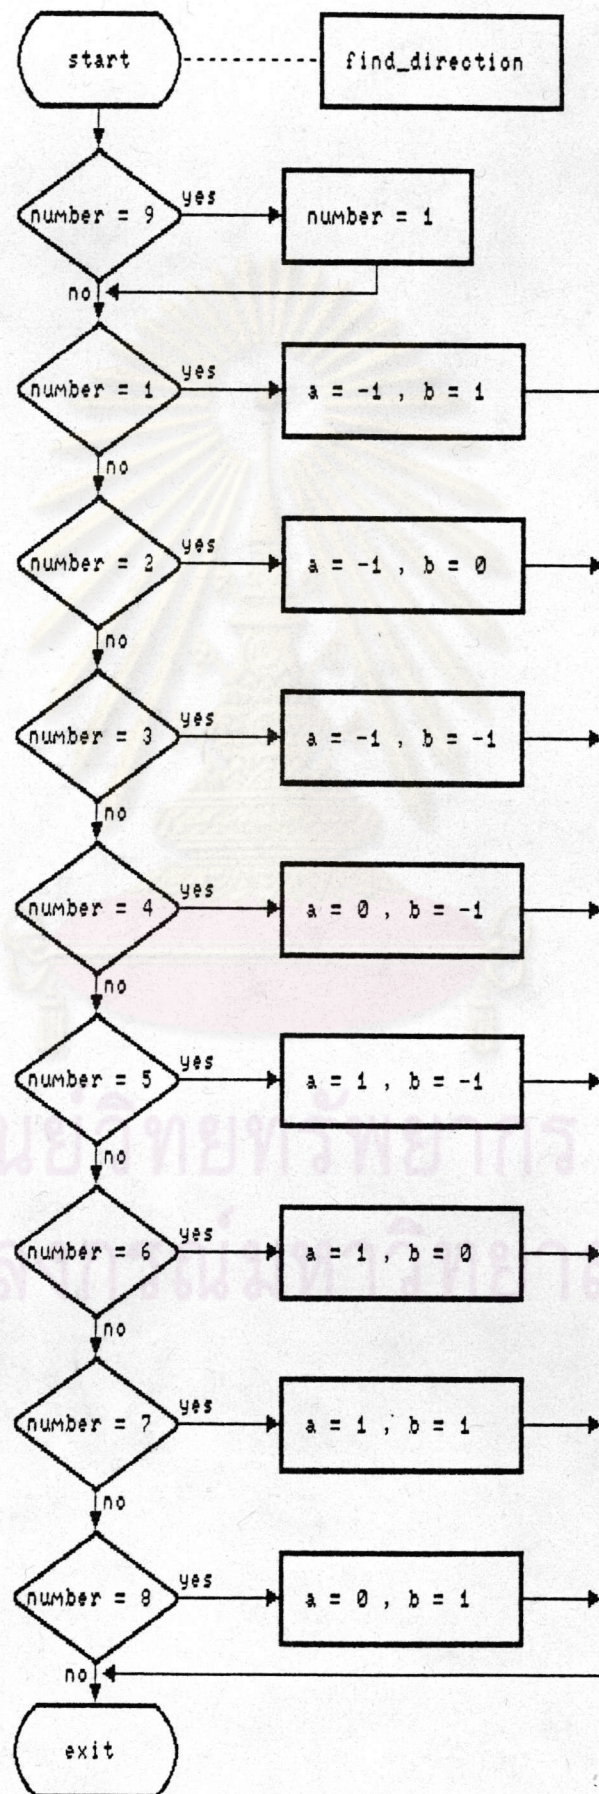 start
find_direction
number = 9
yes
number = 1
no
number = 1
yes
a = -1 , b = 1
no
number = 2
yes
a = -1 , b = 0
no
number = 3
yes
a = -1 , b = -1
no
number = 4
yes
a = 0 , b = -1
no
number = 5
yes
a = 1 , b = -1
no
number = 6
yes
a = 1 , b = 0
no
number = 7
yes
a = 1 , b = 1
no
number = 8
yes
a = 0 , b = 1
no
exit